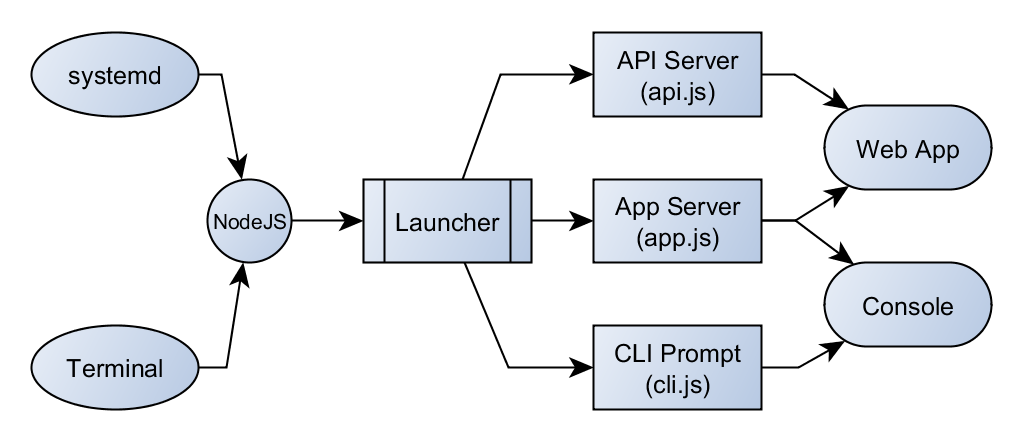 systemd
Terminal
NodeJS
Launcher
API Server
(api.js)
App Server
(app.js)
CLI Prompt
(cli.js)
Web App
Console